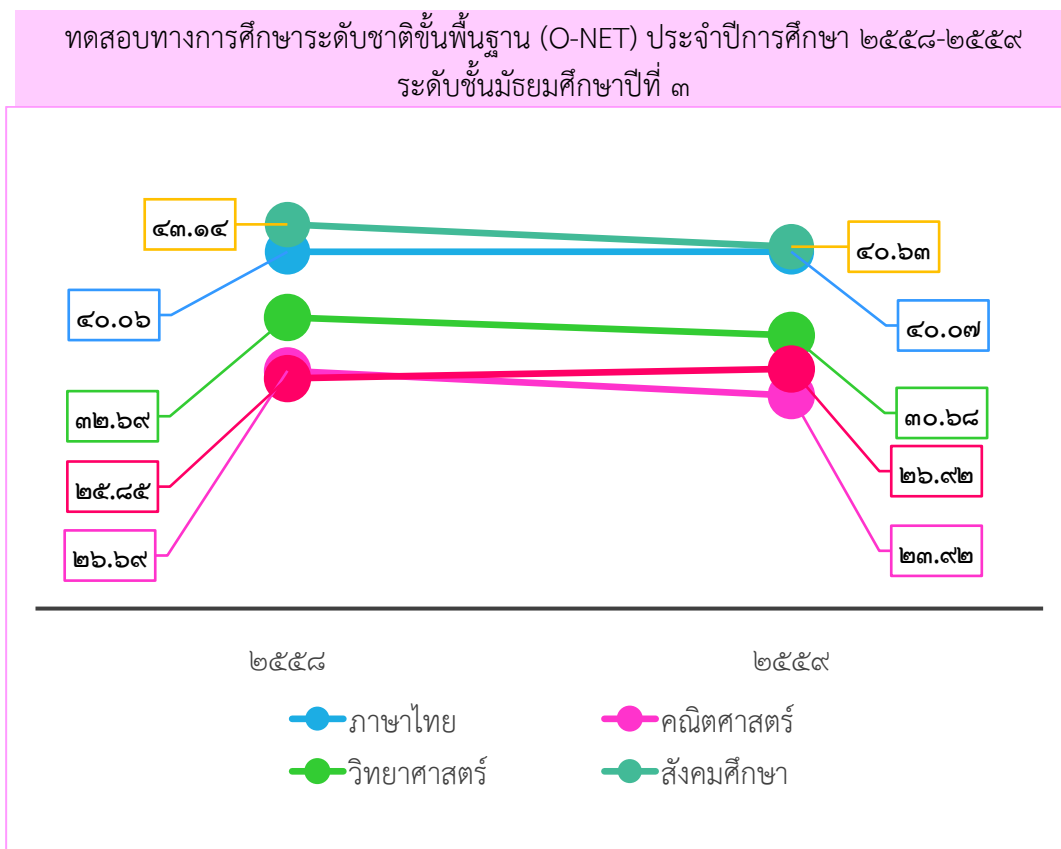 ทดสอบทางการศึกษาระดับชาติขั้นพื้นฐาน (O-NET) ประจำปีการศึกษา ๒๕๕๘-๒๕๕๙
ระดับชั้นมัธยมศึกษาปีที่ ๓
๔๓.๑๔
๔๐.๖๓
๔๐.๐๖
๔๐.๐๗
๓๒.๖๙
๓๐.๖๘
๒๕.๘๕
๒๖.๙๒
๒๖.๖๙
๒๓.๙๒
๒๕๕๘
๒๕๕๙
ภาษาไทย
คณิตศาสตร์
วิทยาศาสตร์
สังคมศึกษา